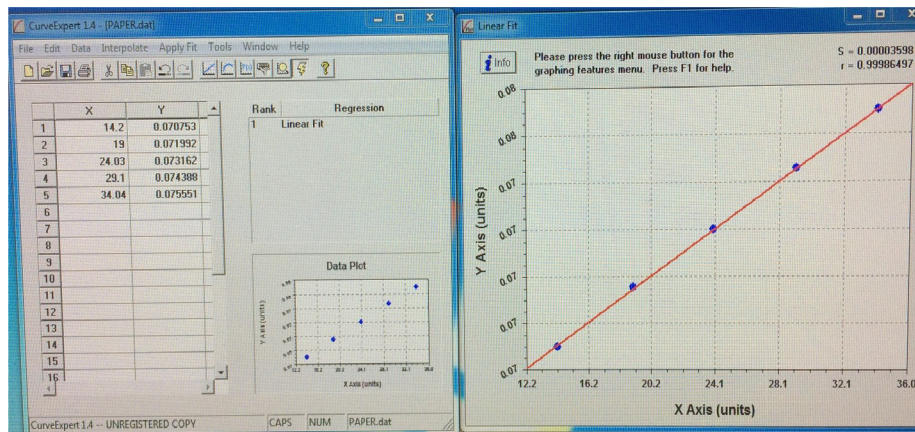 CurveExpert 1.4 - [PAPER.dat]
File Edit Data Interpolate Apply Fit Tools Window Help
X Y
1 14.2 0.070753
2 19 0.071992
3 24.03 0.073162
4 29.1 0.074388
5 34.04 0.075551
6
7
8
9
10
11
12
13
14
15
16
Rank Regression
1 Linear Fit
Data Plot
Y Axis (units)
X Axis (units)
CurveExpert 1.4 -- UNREGISTERED COPY CAPS NUM PAPER.dat
Linear Fit
Info
Please press the right mouse button for the
graphing features menu. Press F1 for help.
S = 0.00003598
r = 0.99986497
Y Axis (units)
0.08
0.08
0.07
0.07
0.07
0.07
0.07
12.2 16.2 20.2 24.1 28.1 32.1 36.0
X Axis (units)